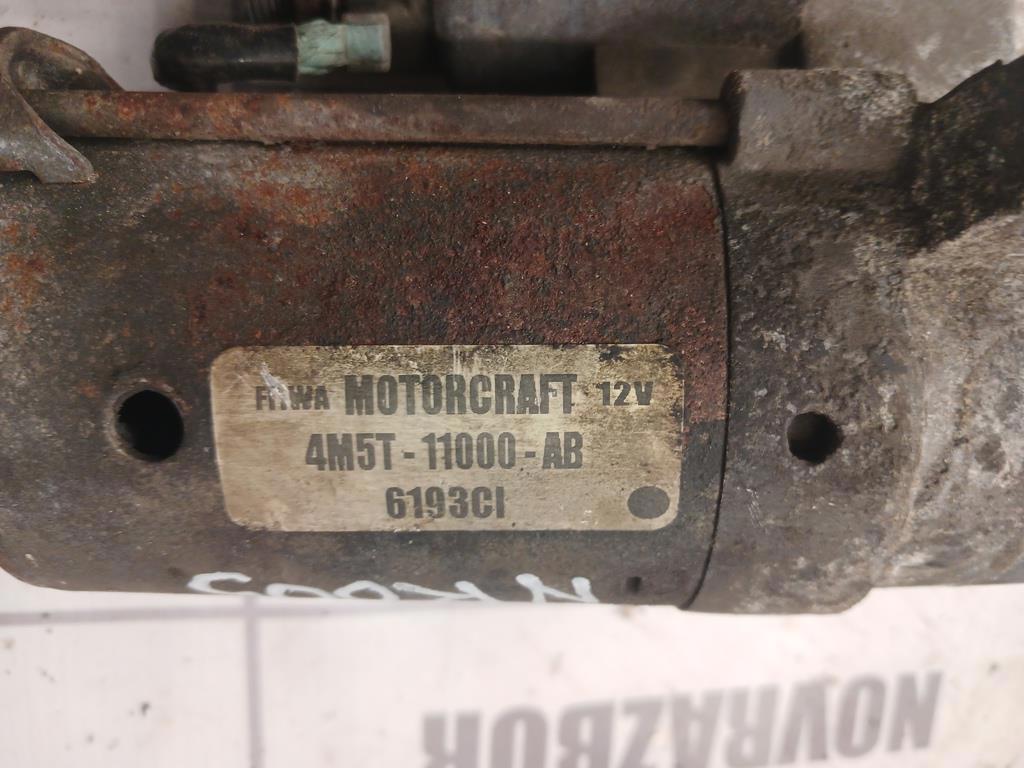 MOTORCRAFT 12V
4M5T-11000-AB
6193CI
NOVRAZBOR